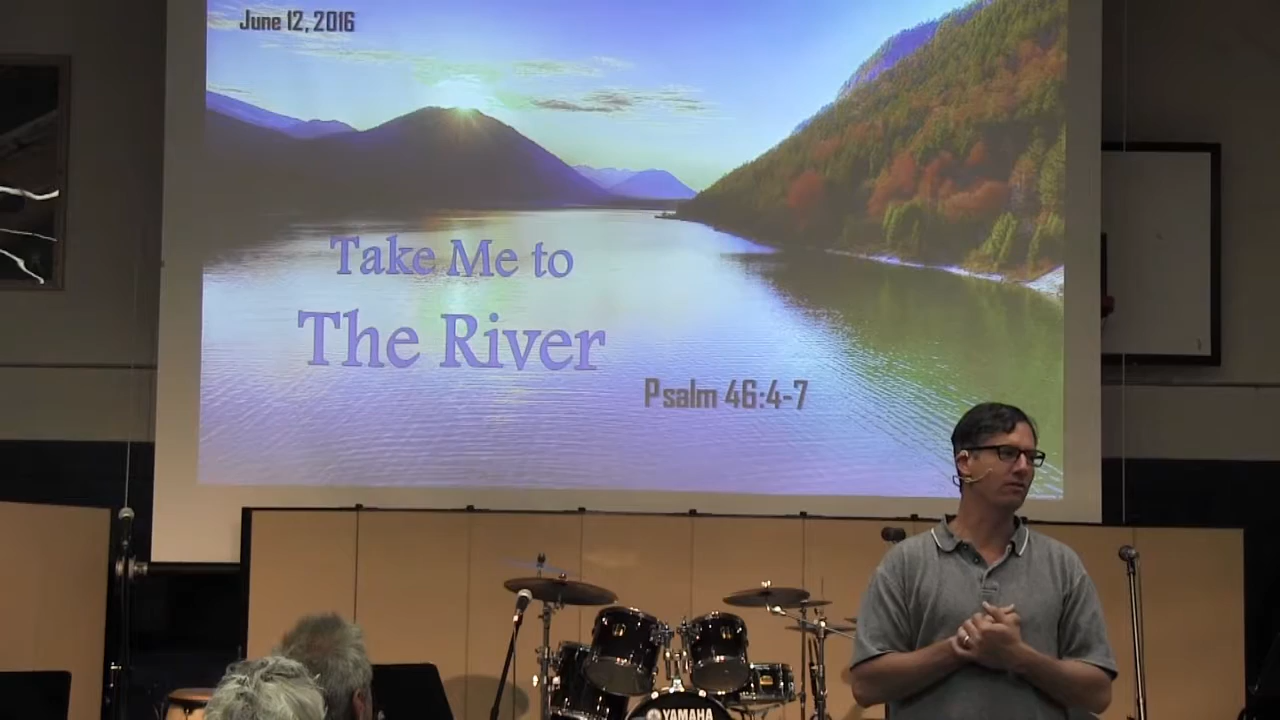 June 12, 2016
Take Me to
The River
Psalm 46:4-7
YAMAHA